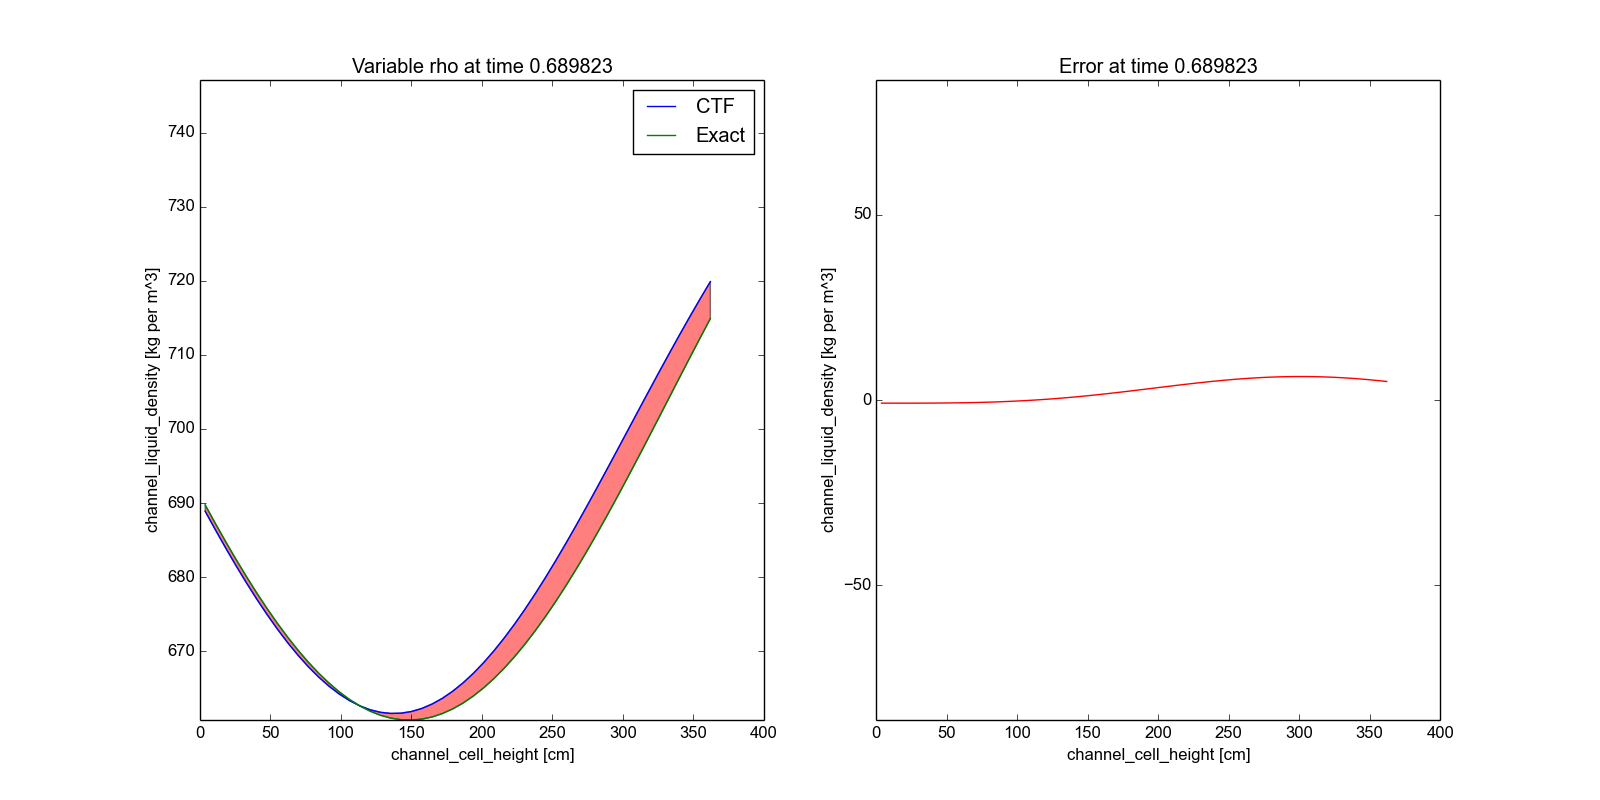 Variable rho at time 0.689823
CTF
Exact
740
730
720
710
700
690
680
670
channel_liquid_density [kg per m^3]
0 50 100 150 200 250 300 350 400
channel_cell_height [cm]
Error at time 0.689823
50
0
−50
channel_liquid_density [kg per m^3]
0 50 100 150 200 250 300 350 400
channel_cell_height [cm]